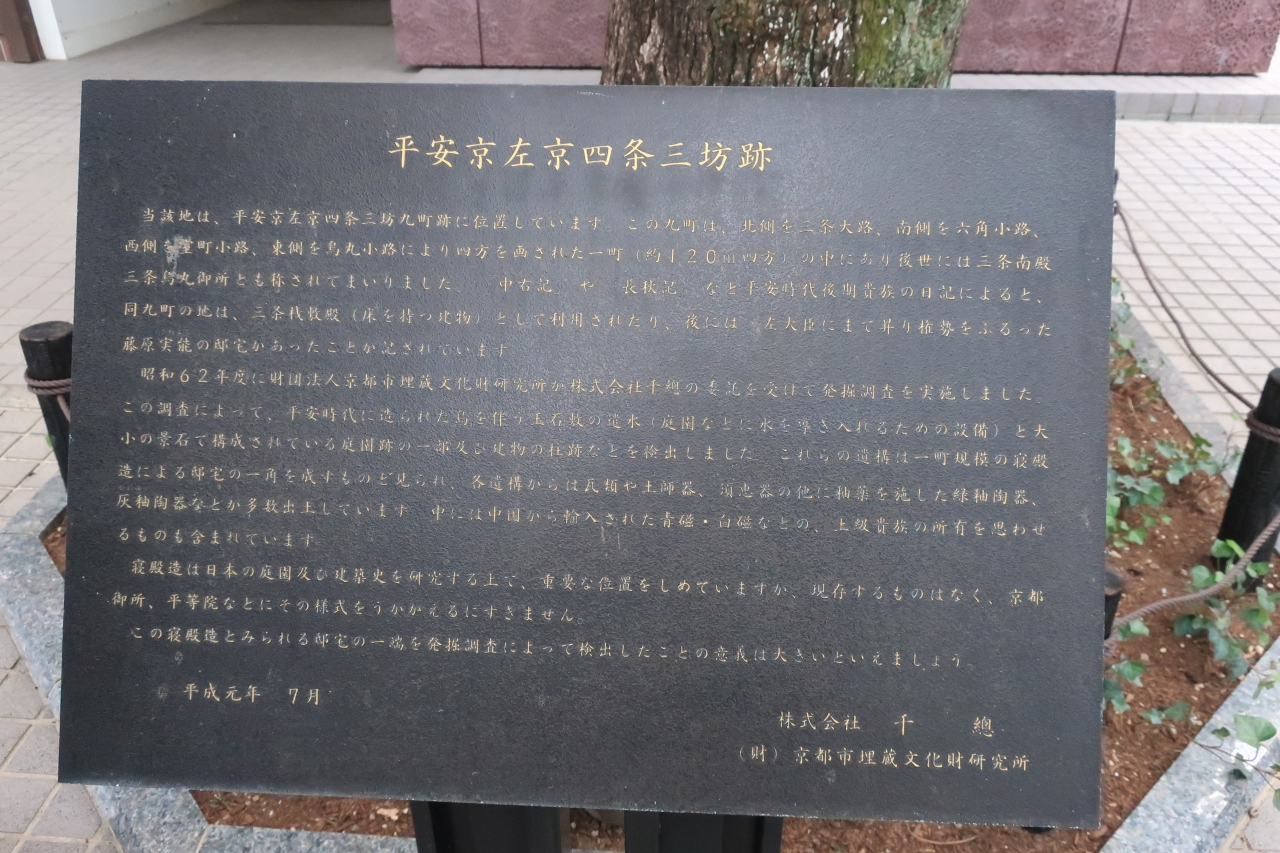 平安京左京四条三坊跡
当該地は、平安京左京四条三坊九町跡に位置しています。この九町は、北側を三条大路、南側を六角小路、
西側を室町小路、東側を烏丸小路により四方を画された一町（約120m四方）の中にあり後世には三条南殿
三条烏丸御所とも称されてまいりました。「中右記」や「長秋記」など平安時代後期貴族の日記によると、
同九町の地は、三条桟敷殿（床を持つ建物）として利用されたり、後には 左大臣にまで昇り権勢をふるった
藤原実能の邸宅があったことが記されています。
昭和62年度に財団法人京都市埋蔵文化財研究所が株式会社千總の委託を受けて発掘調査を実施しました。
この調査によって、平安時代に造られた島を伴う玉石敷の遣水（庭園などに水を導き入れるための設備）と大
小の景石で構成されている庭園跡の一部及び建物の柱跡などを検出しました。これらの遺構は一町規模の寝殿
造による邸宅の一角を成すものと見られ、各遺構からは瓦類や土師器、須恵器の他に釉薬を施した緑釉陶器、
灰釉陶器などが多数出土しています。中には中国から輸入された青磁・白磁などの、上級貴族の所有を思わせ
るものも含まれています。
寝殿造は日本の庭園及び建築史を研究する上で、重要な位置をしめていますが、現存するものはなく、京都
御所、平等院などにその様式をうかがえるにすぎません。
この寝殿造とみられる邸宅の一端を発掘調査によって検出したことの意義は大きいといえましょう。
平成元年 7月
株式会社 千 總
（財）京都市埋蔵文化財研究所